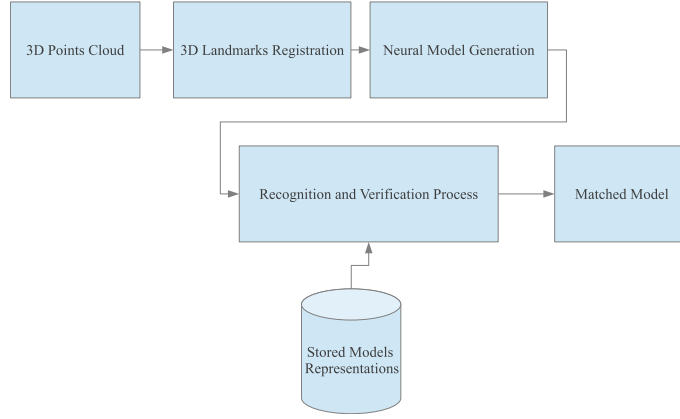 3D Points Cloud
3D Landmarks Registration
Neural Model Generation
Recognition and Verification Process
Matched Model
Stored Models
Representations